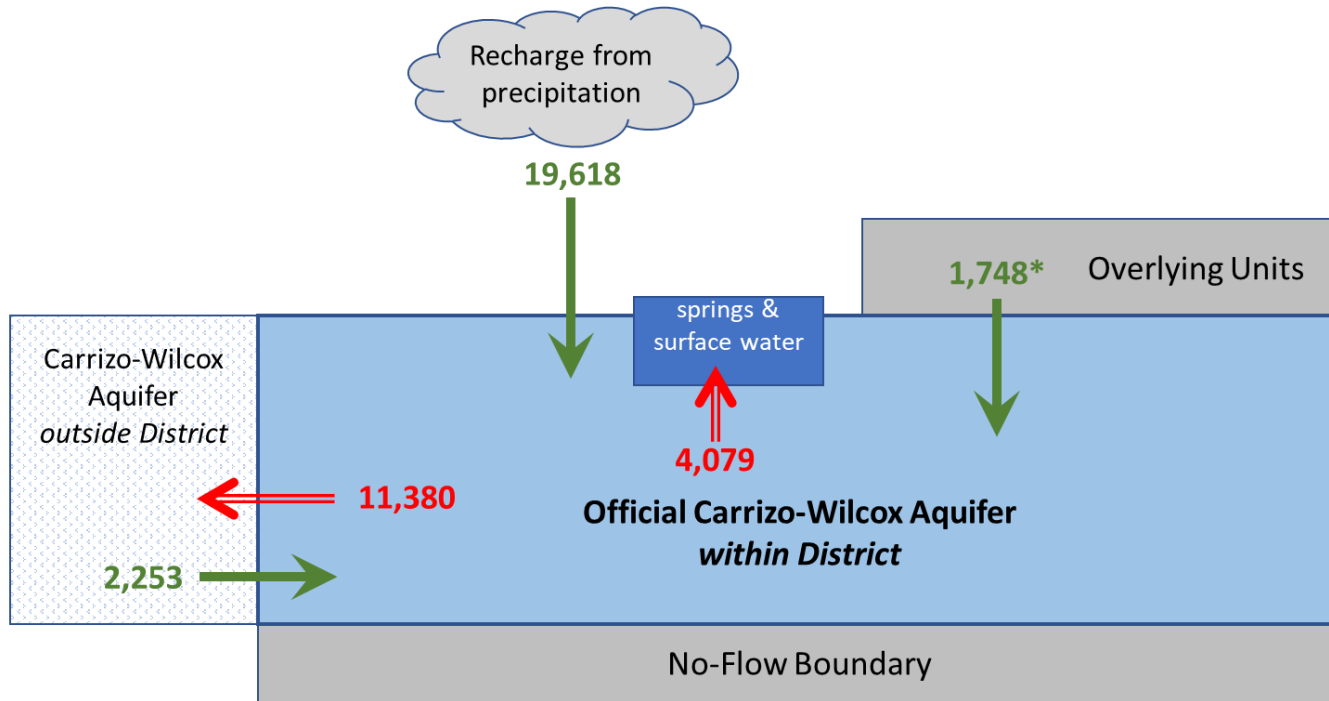 Recharge from
precipitation
19,618
1,748*
Overlying Units
springs &
surface water
Carrizo-Wilcox
Aquifer
outside District
4,079
11,380
Official Carrizo-Wilcox Aquifer
within District
2,253
No-Flow Boundary